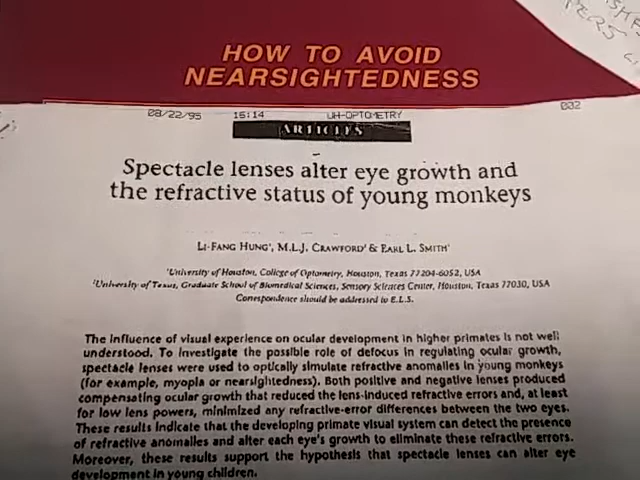 HOW TO AVOID
NEARSIGHTEDNESS
08/22/95 15:14 UH-OPTOMETRY 002
ARTICLES
Spectacle lenses alter eye growth and
the refractive status of young monkeys
LI-FANG HUNG¹, M.L.J. CRAWFORD² & EARL L. SMITH¹
¹University of Houston, College of Optometry, Houston, Texas 77204-6052, USA
²University of Texas, Graduate School of Biomedical Sciences, Sensory Sciences Center, Houston, Texas 77030, USA
Correspondence should be addressed to E.L.S.
The influence of visual experience on ocular development in higher primates is not well
understood. To investigate the possible role of defocus in regulating ocular growth,
spectacle lenses were used to optically simulate refractive anomalies in young monkeys
(for example, myopia or nearsightedness). Both positive and negative lenses produced
compensating ocular growth that reduced the lens-induced refractive errors and, at least
for low lens powers, minimized any refractive-error differences between the two eyes.
These results indicate that the developing primate visual system can detect the presence
of refractive anomalies and alter each eye's growth to eliminate these refractive errors.
Moreover, these results support the hypothesis that spectacle lenses can alter eye
development in young children.